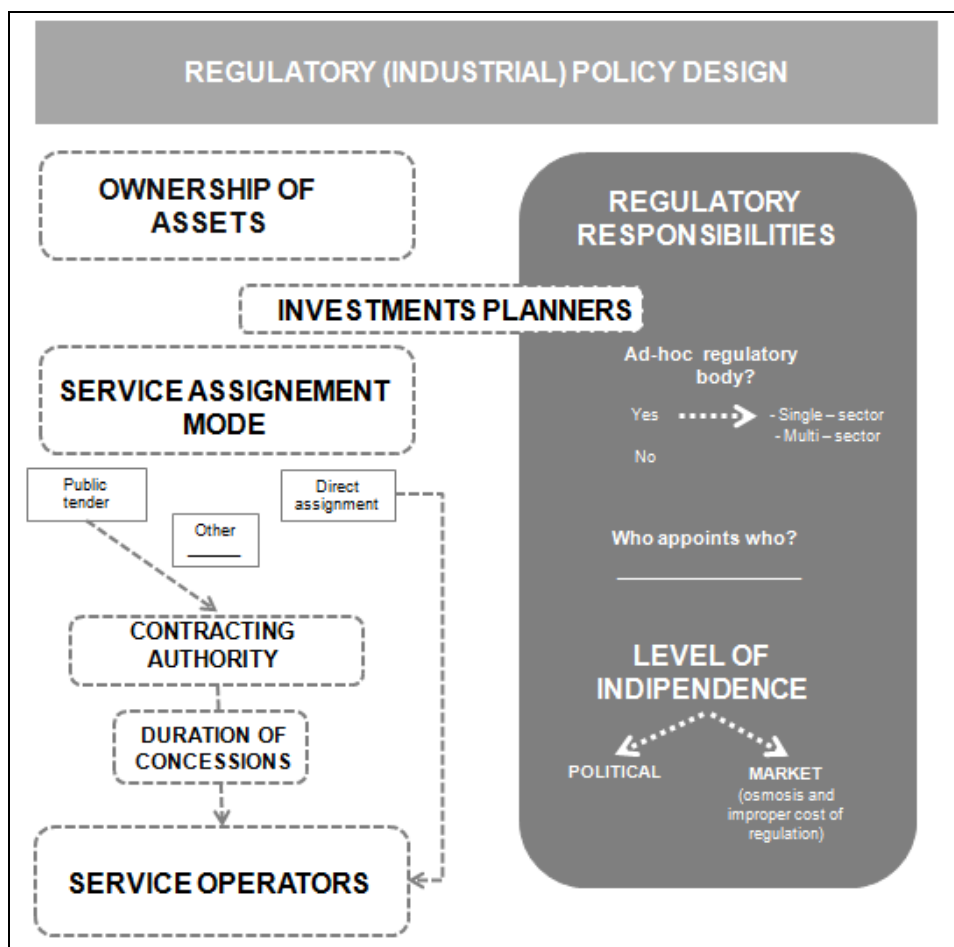 REGULATORY (INDUSTRIAL) POLICY DESIGN
OWNERSHIP OF
ASSETS
REGULATORY
RESPONSIBILITIES
INVESTMENTS PLANNERS
SERVICE ASSIGNEMENT
MODE
Ad-hoc regulatory
body?
Yes
- Single – sector
- Multi – sector
No
Public
tender
Other
Direct
assignment
Who appoints who?
CONTRACTING
AUTHORITY
LEVEL OF
INDIPENDENCE
DURATION OF
CONCESSIONS
POLITICAL
MARKET
(osmosis and
improper cost of
regulation)
SERVICE OPERATORS